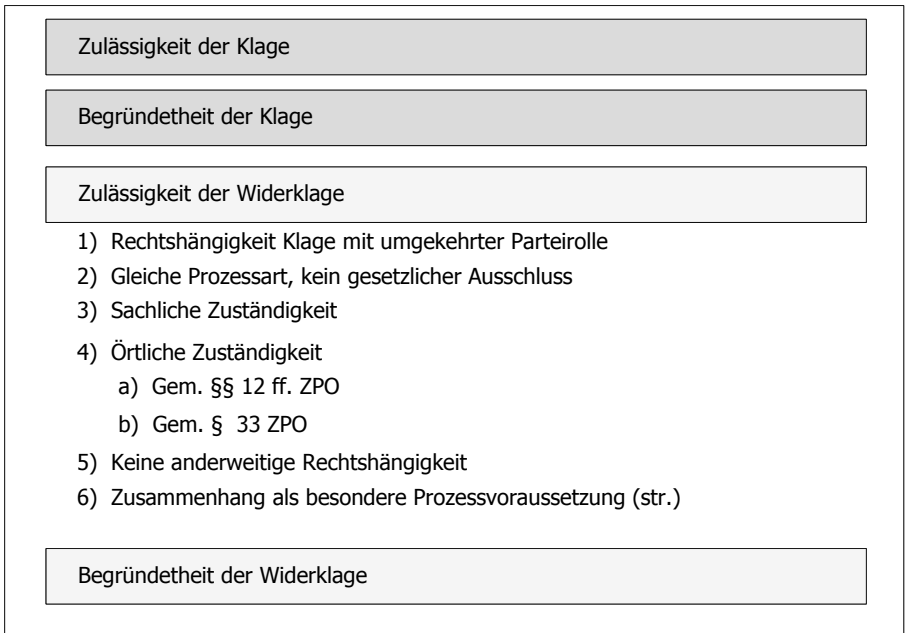 Zulässigkeit der Klage
Begründetheit der Klage
Zulässigkeit der Widerklage
1) Rechtshängigkeit Klage mit umgekehrter Parteirolle
2) Gleiche Prozessart, kein gesetzlicher Ausschluss
3) Sachliche Zuständigkeit
4) Örtliche Zuständigkeit
a) Gem. §§ 12 ff. ZPO
b) Gem. § 33 ZPO
5) Keine anderweitige Rechtshängigkeit
6) Zusammenhang als besondere Prozessvoraussetzung (str.)
Begründetheit der Widerklage